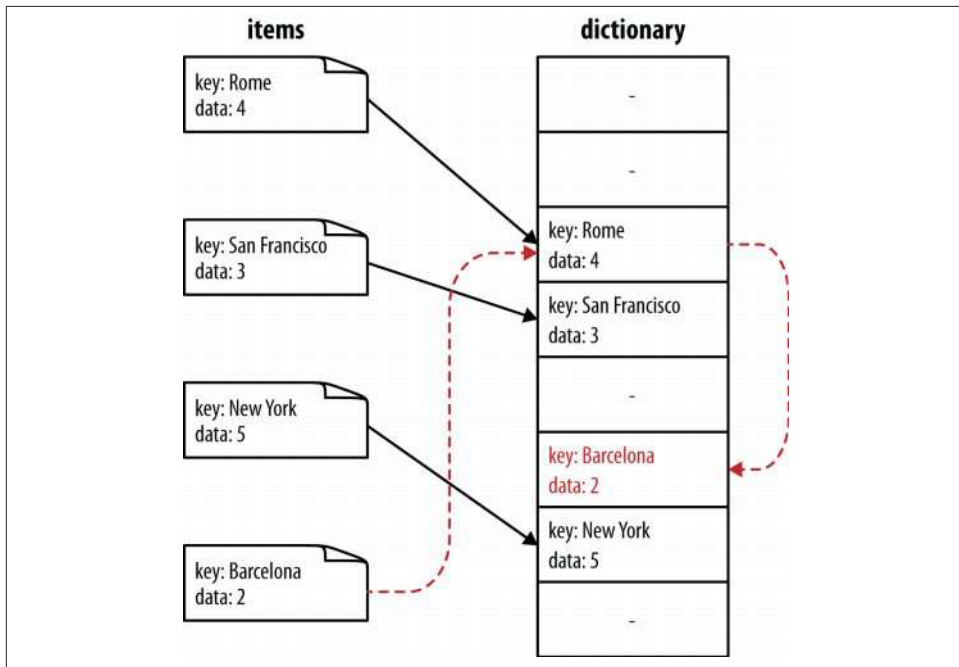 items
key: Rome
data: 4
key: San Francisco
data: 3
key: New York
data: 5
key: Barcelona
data: 2
dictionary
-
-
key: Rome
data: 4
key: San Francisco
data: 3
-
key: Barcelona
data: 2
key: New York
data: 5
-